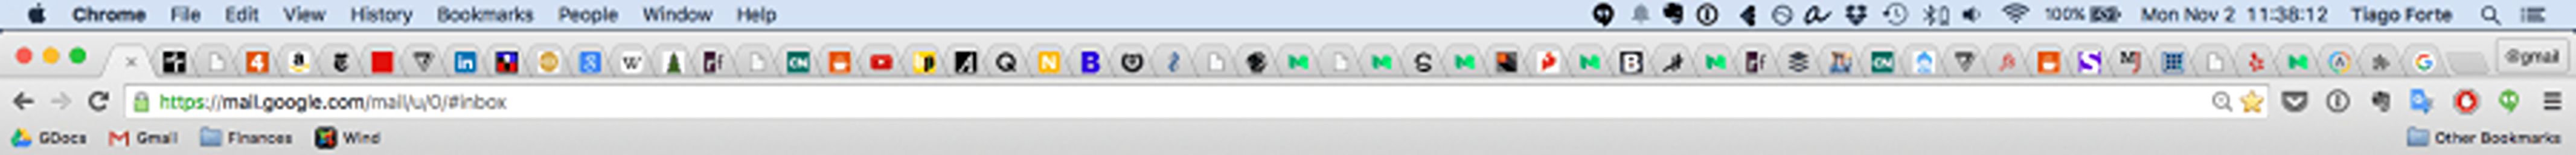 Chrome File Edit View History Bookmarks People Window Help 100% Mon Nov 2 11:38:12 Tiago Forte
@gmail
https://mail.google.com/mail/u/0/#inbox
GDocs Gmail Finances Wind Other Bookmarks